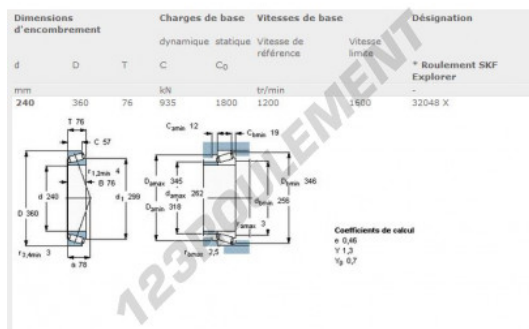 Dimensions d'encombrement Charges de base Vitesses de base Désignation
dynamique statique Vitesse de référence Vitesse limite
d D T C C0 * Roulement SKF Explorer
mm kN tr/min -
240 360 76 935 1800 1200 1600 32048 X
T 76
C 57
r1,2min 4
B 76
d 240
d1 299
D 360
r3,4min 3
a 78
Camin 12
Cbmin 19
Damax 345
damax 262
Damin 318
Dbmin 346
dbmin 256
ramax 3
rbmax 2,5
Coefficients de calcul
e 0,46
Y 1,3
Y0 0,7
123ROULEMENT